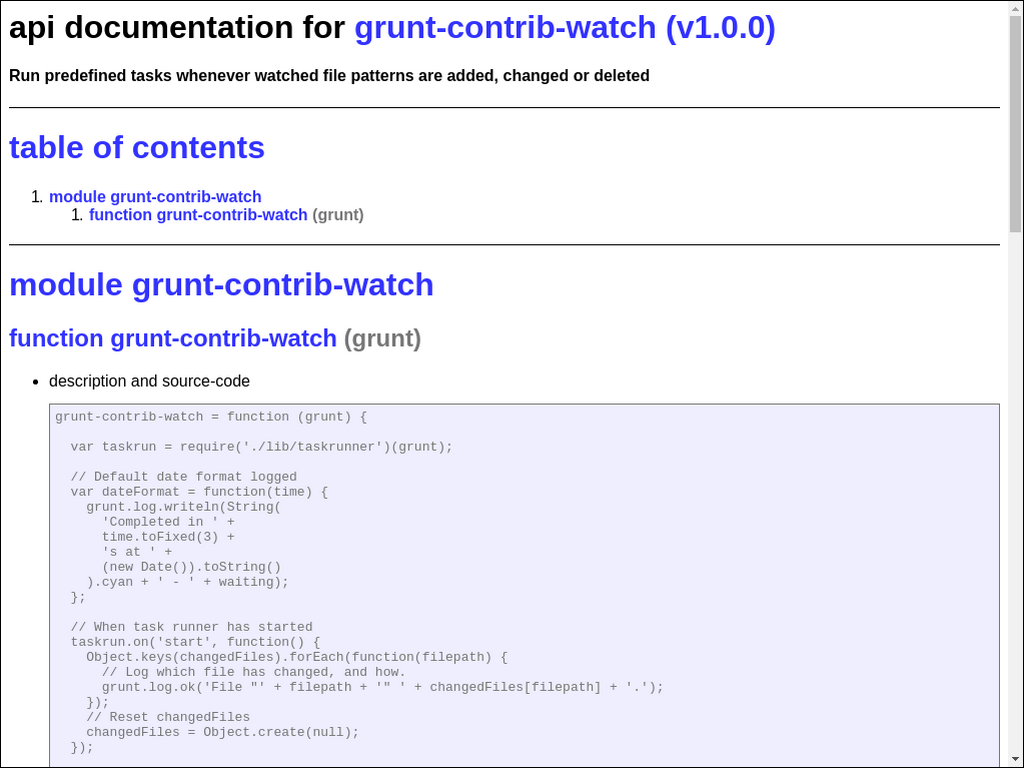 api documentation for grunt-contrib-watch (v1.0.0)
Run predefined tasks whenever watched file patterns are added, changed or deleted
table of contents
1. module grunt-contrib-watch
1. function grunt-contrib-watch (grunt)
module grunt-contrib-watch
function grunt-contrib-watch (grunt)
• description and source-code
grunt-contrib-watch = function (grunt) {
  var taskrun = require('./lib/taskrunner')(grunt);
  // Default date format logged
  var dateFormat = function(time) {
    grunt.log.writeln(String(
      'Completed in ' +
      time.toFixed(3) +
      's at ' +
      (new Date()).toString()
    ).cyan + ' - ' + waiting);
  };
  // When task runner has started
  taskrun.on('start', function() {
    Object.keys(changedFiles).forEach(function(filepath) {
      // Log which file has changed, and how.
      grunt.log.ok('File "' + filepath + '" ' + changedFiles[filepath] + '.');
    });
    // Reset changedFiles
    changedFiles = Object.create(null);
  });